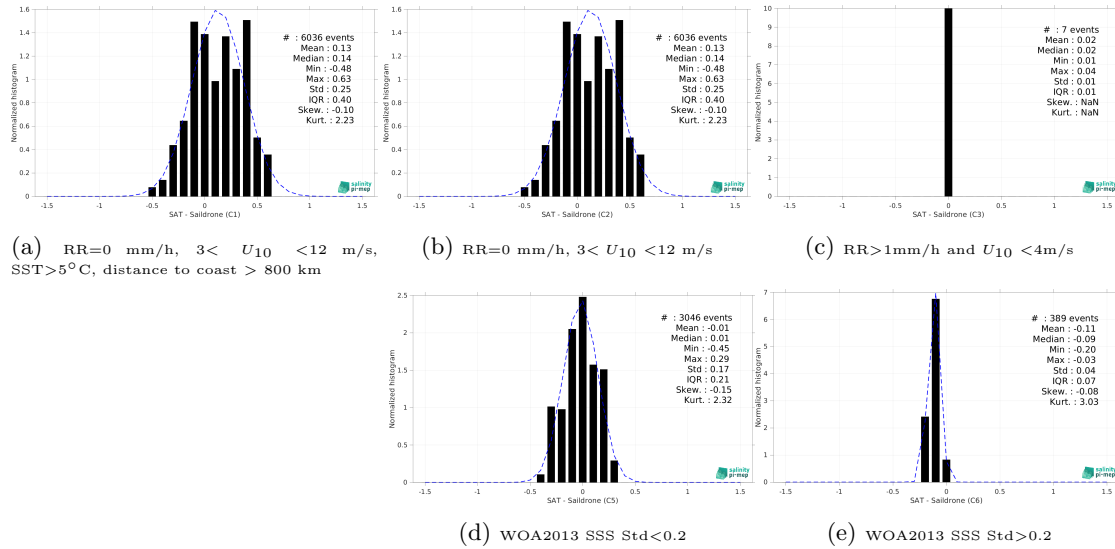 1.6
1.4
1.2
1
0.8
0.6
0.4
0.2
0
Normalized histogram
# : 6036 events
Mean : 0.13
Median : 0.14
Min : -0.48
Max : 0.63
Std : 0.25
IQR : 0.40
Skew. : -0.10
Kurt. : 2.23
salinity
pi-mep
-1.5 -1 -0.5 0 0.5 1 1.5
SAT - Saildrone (C1)
(a) RR=0 mm/h, 3< U10 <12 m/s,
SST>5°C, distance to coast > 800 km
1.6
1.4
1.2
1
0.8
0.6
0.4
0.2
0
Normalized histogram
# : 6036 events
Mean : 0.13
Median : 0.14
Min : -0.48
Max : 0.63
Std : 0.25
IQR : 0.40
Skew. : -0.10
Kurt. : 2.23
salinity
pi-mep
-1.5 -1 -0.5 0 0.5 1 1.5
SAT - Saildrone (C2)
(b) RR=0 mm/h, 3< U10 <12 m/s
10
9
8
7
6
5
4
3
2
1
0
Normalized histogram
# : 7 events
Mean : 0.02
Median : 0.02
Min : 0.01
Max : 0.04
Std : 0.01
IQR : 0.01
Skew. : NaN
Kurt. : NaN
salinity
pi-mep
-1.5 -1 -0.5 0 0.5 1 1.5
SAT - Saildrone (C3)
(c) RR>1mm/h and U10 <4m/s
2.5
2
1.5
1
0.5
0
Normalized histogram
# : 3046 events
Mean : -0.01
Median : 0.01
Min : -0.45
Max : 0.29
Std : 0.17
IQR : 0.21
Skew. : -0.15
Kurt. : 2.32
salinity
pi-mep
-1.5 -1 -0.5 0 0.5 1 1.5
SAT - Saildrone (C5)
(d) WOA2013 SSS Std<0.2
7
6
5
4
3
2
1
0
Normalized histogram
# : 389 events
Mean : -0.11
Median : -0.09
Min : -0.20
Max : -0.03
Std : 0.04
IQR : 0.07
Skew. : -0.08
Kurt. : 3.03
salinity
pi-mep
-1.5 -1 -0.5 0 0.5 1 1.5
SAT - Saildrone (C6)
(e) WOA2013 SSS Std>0.2